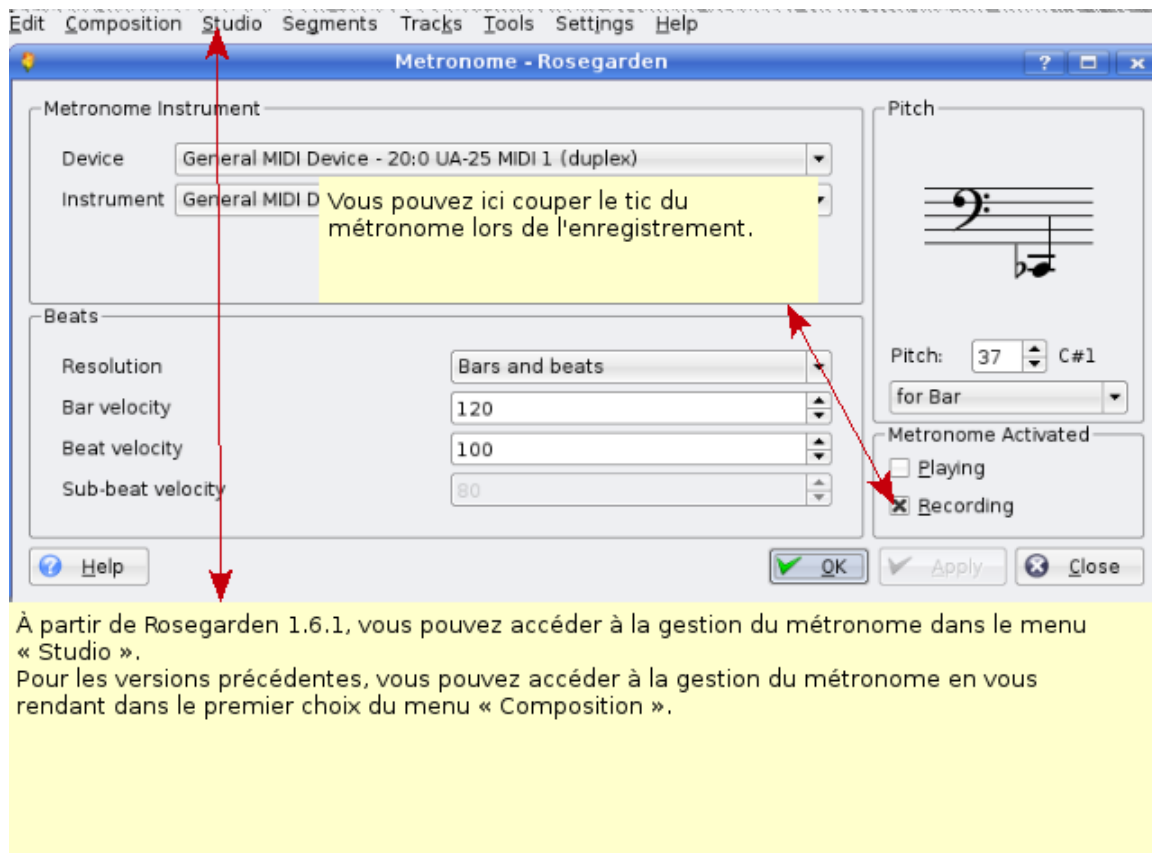 Edit Composition Studio Segments Tracks Tools Settings Help
Metronome - Rosegarden
Metronome Instrument
Device General MIDI Device - 20:0 UA-25 MIDI 1 (duplex)
Instrument General MIDI D
Vous pouvez ici couper le tic du
métronome lors de l'enregistrement.
Beats
Resolution Bars and beats
Bar velocity 120
Beat velocity 100
Sub-beat velocity 80
Pitch
Pitch: 37 C#1
for Bar
Metronome Activated
Playing
Recording
Help OK Apply Close
À partir de Rosegarden 1.6.1, vous pouvez accéder à la gestion du métronome dans le menu
« Studio ».
Pour les versions précédentes, vous pouvez accéder à la gestion du métronome en vous
rendant dans le premier choix du menu « Composition ».